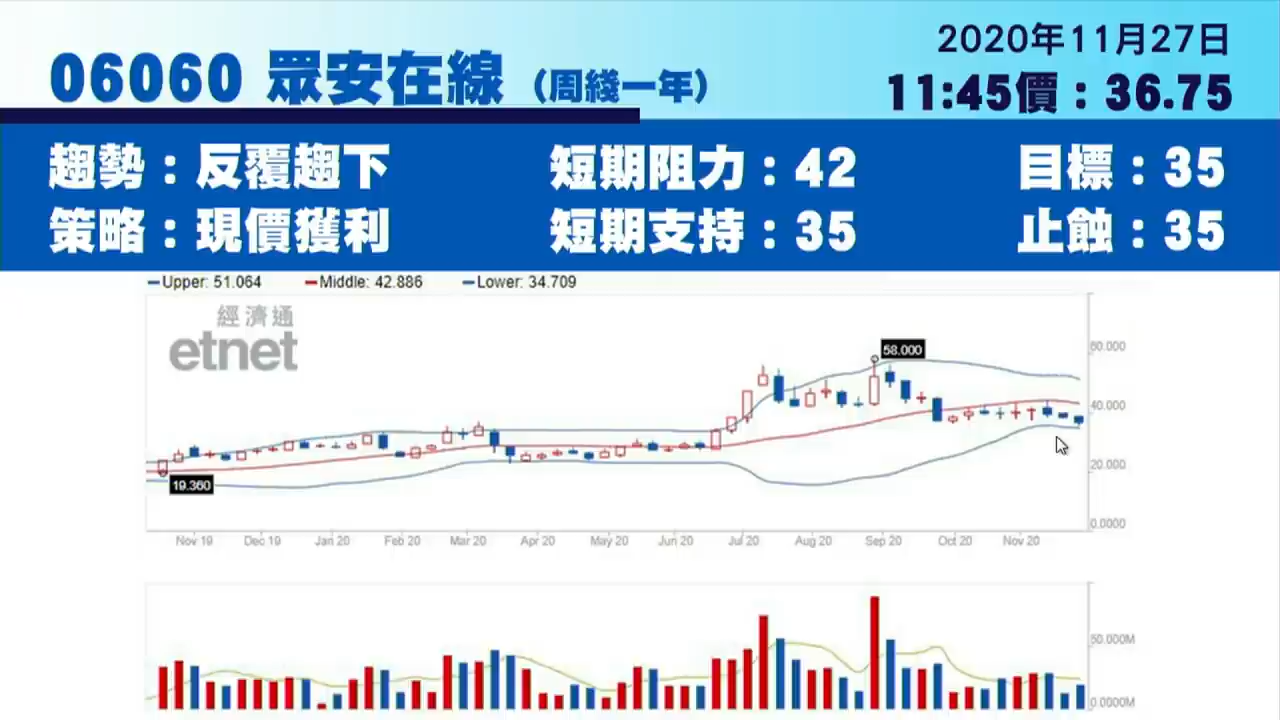 06060 眾安在線 (周綫一年)
2020年11月27日
11:45價：36.75
趨勢：反覆趨下 短期阻力：42 目標：35
策略：現價獲利 短期支持：35 止蝕：35
Upper: 51.064 Middle: 42.886 Lower: 34.709
經濟通
etnet
58.000
60.000
40.000
20.000
19.360
0.0000
Nov 19 Dec 19 Jan 20 Feb 20 Mar 20 Apr 20 May 20 Jun 20 Jul 20 Aug 20 Sep 20 Oct 20 Nov 20
50.000M
0.0000M